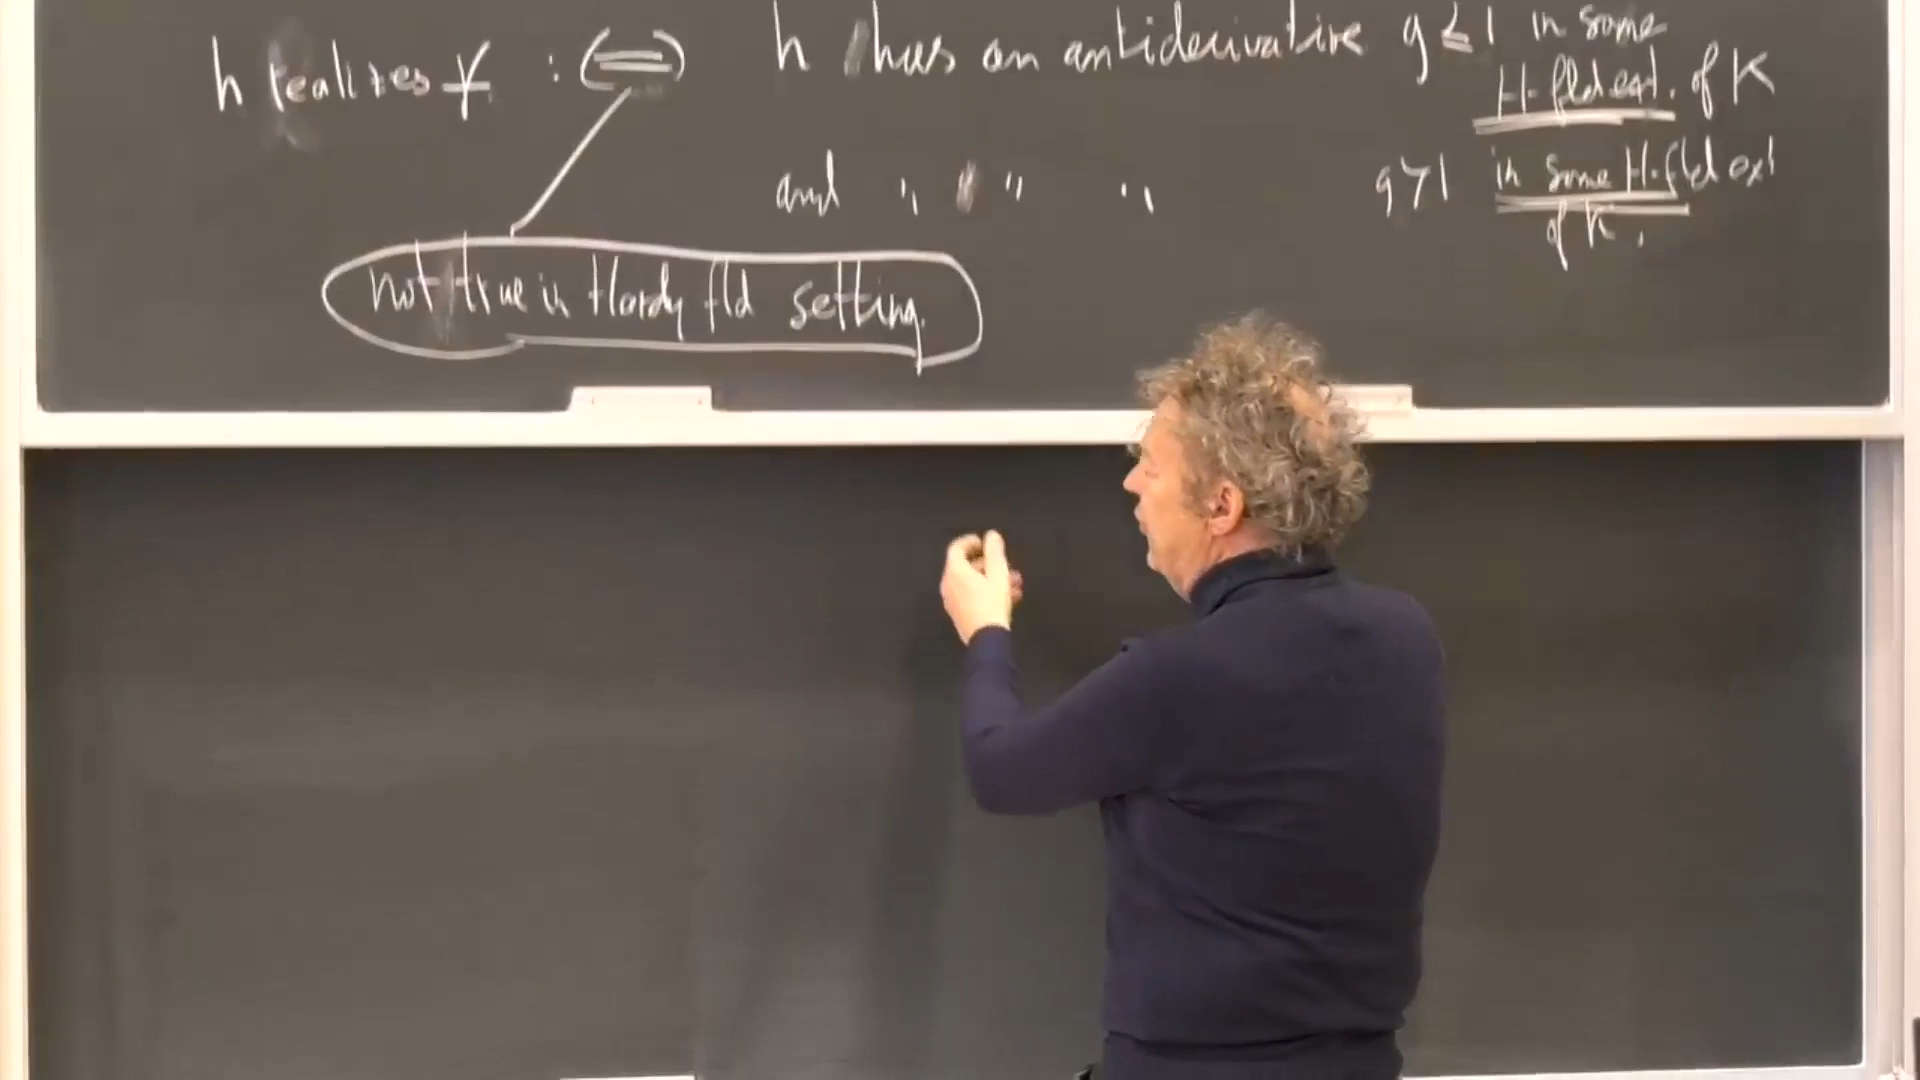 h realizes Ɣ :(⟺) h has an antiderivative g ≼ 1 in some
H-fld ext. of K
and " " " g ≻ 1 in some H-fld ext
of K.
not true in Hardy fld setting.